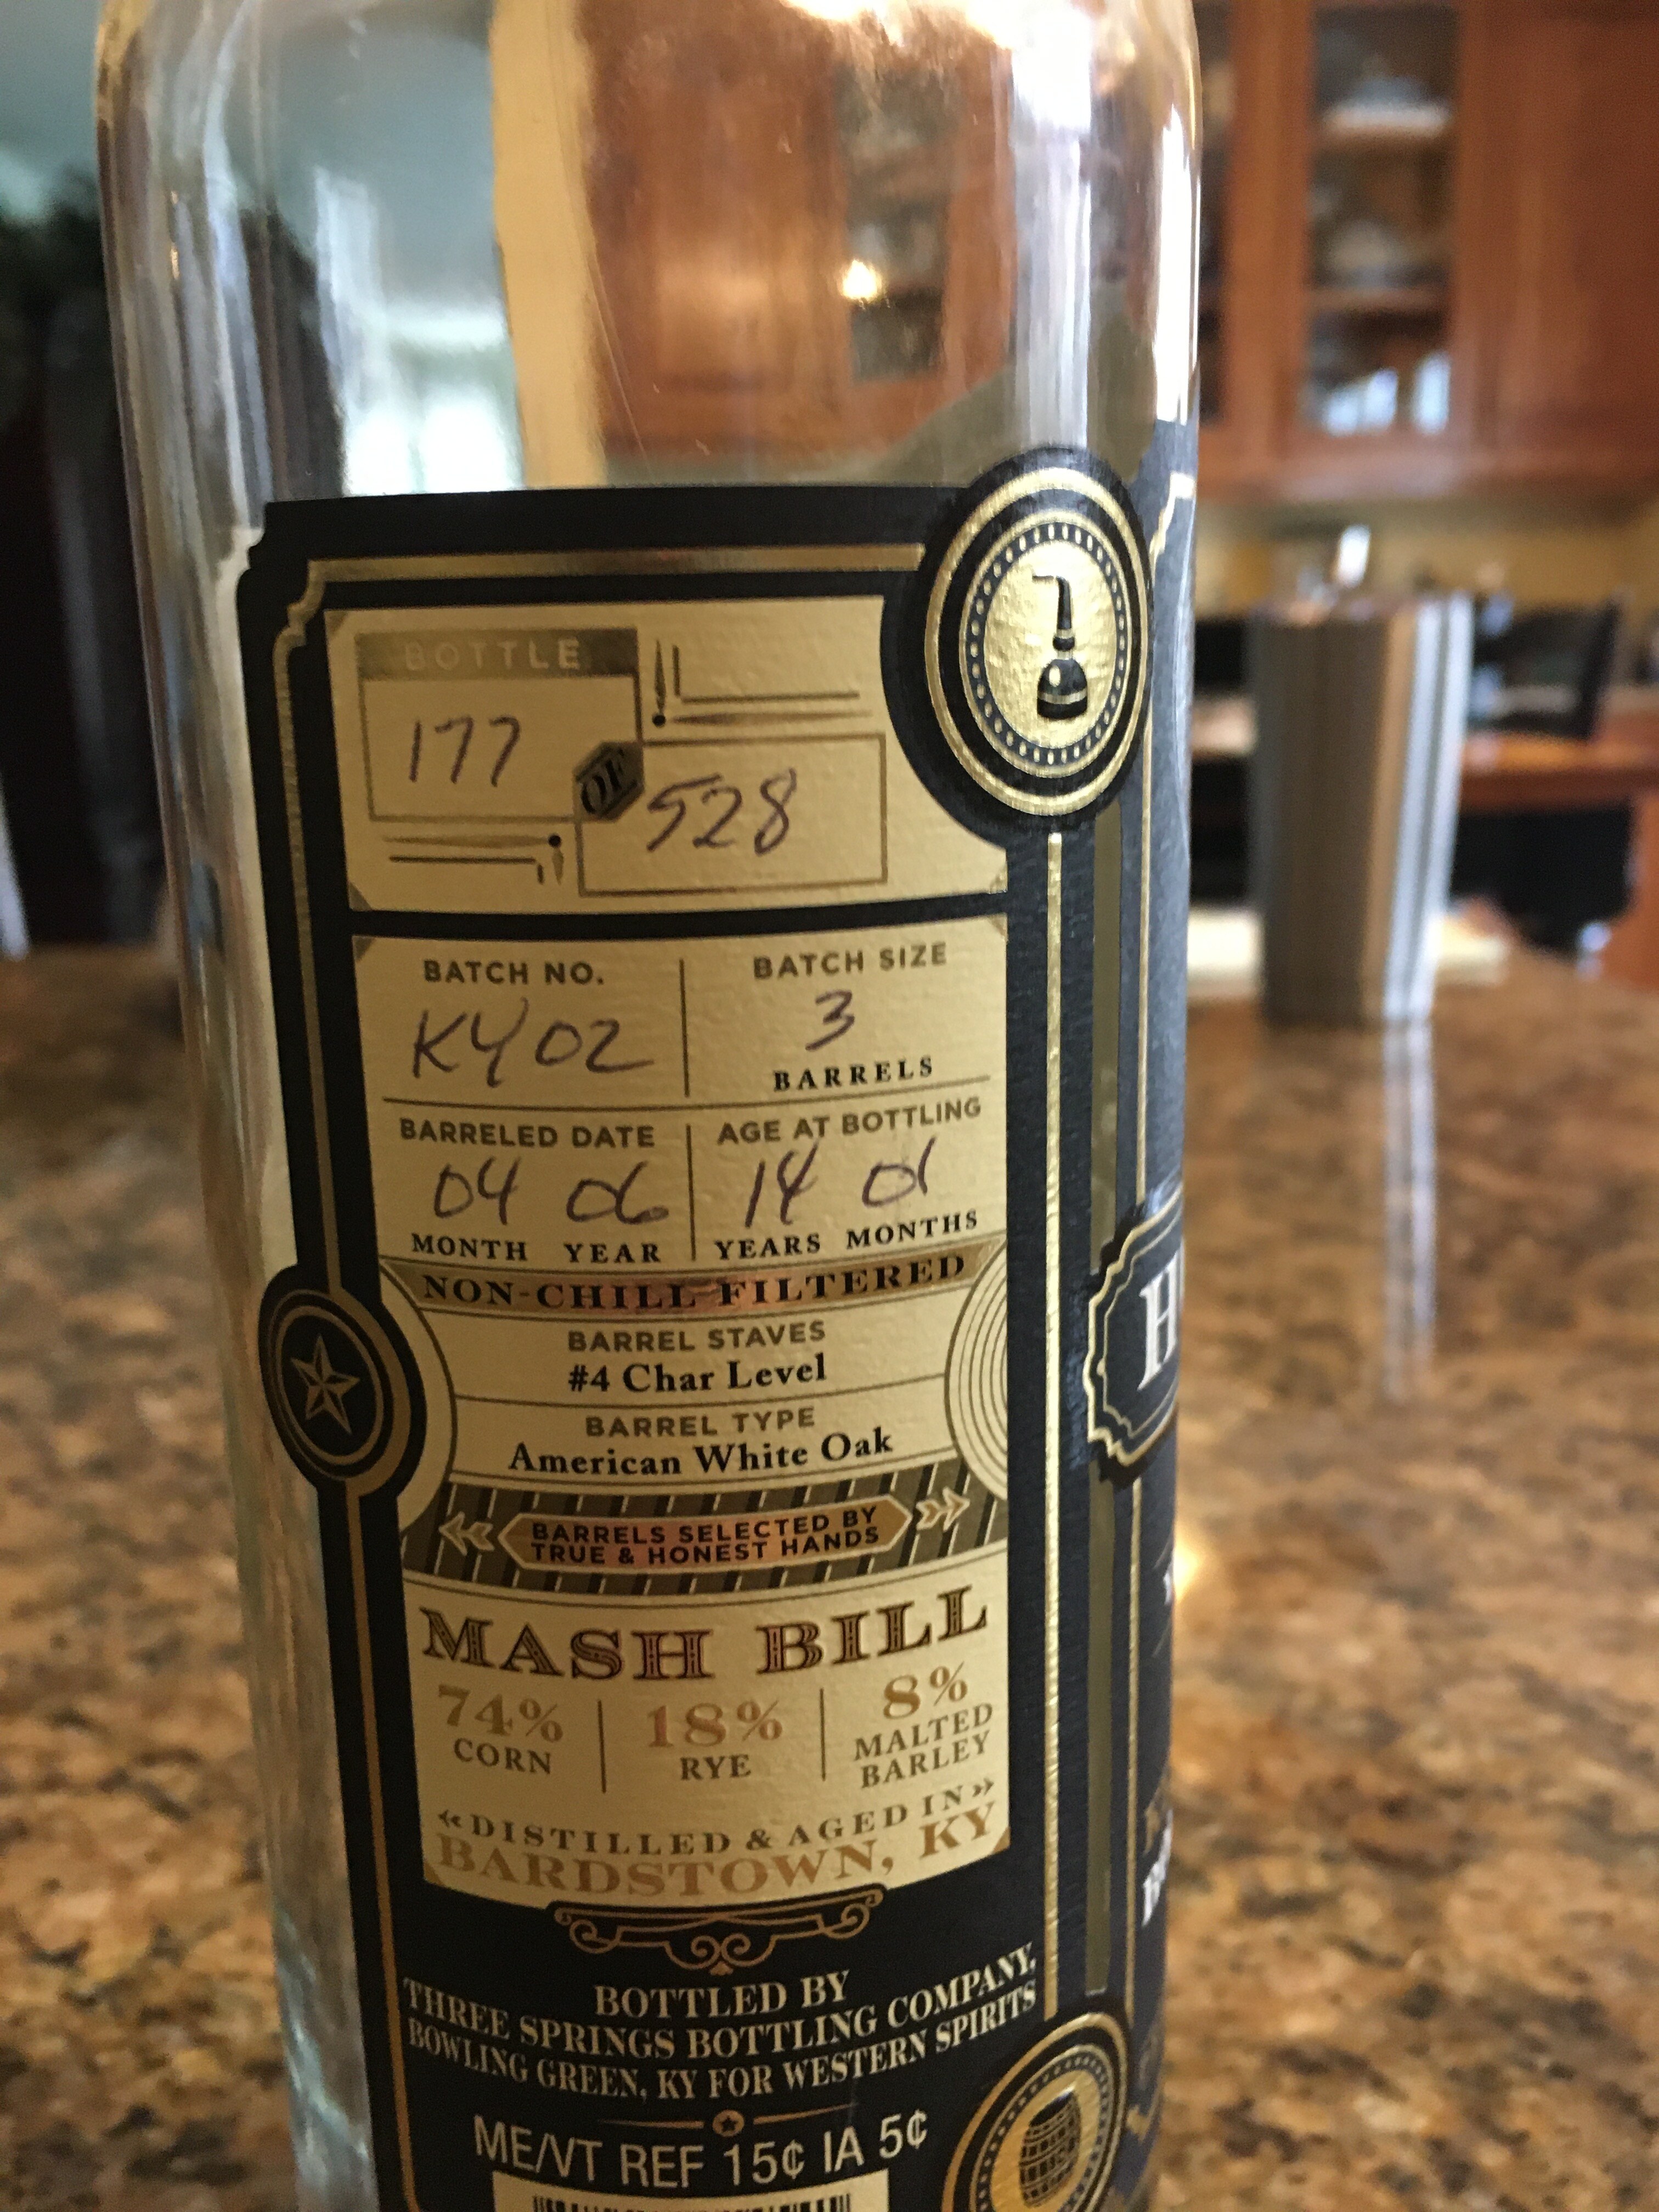 BOTTLE
177 OF 528
BATCH NO.
KY02
BATCH SIZE
3
BARRELS
BARRELED DATE
04 06
MONTH YEAR
AGE AT BOTTLING
14 01
YEARS MONTHS
NON-CHILL FILTERED
BARREL STAVES
#4 Char Level
BARREL TYPE
American White Oak
BARRELS SELECTED BY
TRUE & HONEST HANDS
MASH BILL
74%
CORN
18%
RYE
8%
MALTED
BARLEY
«DISTILLED & AGED IN»
BARDSTOWN, KY
BOTTLED BY
THREE SPRINGS BOTTLING COMPANY,
BOWLING GREEN, KY FOR WESTERN SPIRITS
ME/VT REF 15¢ IA 5¢
H